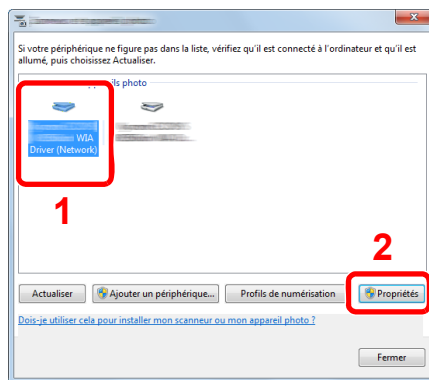 Si votre périphérique ne figure pas dans la liste, vérifiez qu'il est connecté à l'ordinateur et qu'il est
allumé, puis choisissez Actualiser.
ils photo
WIA
Driver (Network)
1
2
Actualiser
Ajouter un périphérique...
Profils de numérisation
Propriétés
Dois-je utiliser cela pour installer mon scanneur ou mon appareil photo ?
Fermer